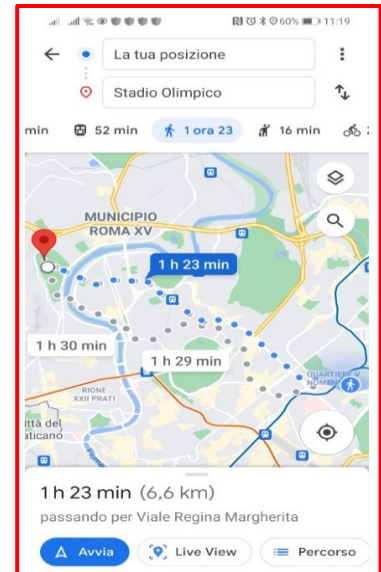 60% 11:19
La tua posizione
Stadio Olimpico
min 52 min 1 ora 23 16 min
MUNICIPIO
ROMA XV
1 h 23 min
1 h 30 min
1 h 29 min
QUARTIERE V
NOMENT
RIONE
XXII PRATI
ittà del
aticano
1 h 23 min (6,6 km)
passando per Viale Regina Margherita
Avvia Live View Percorso